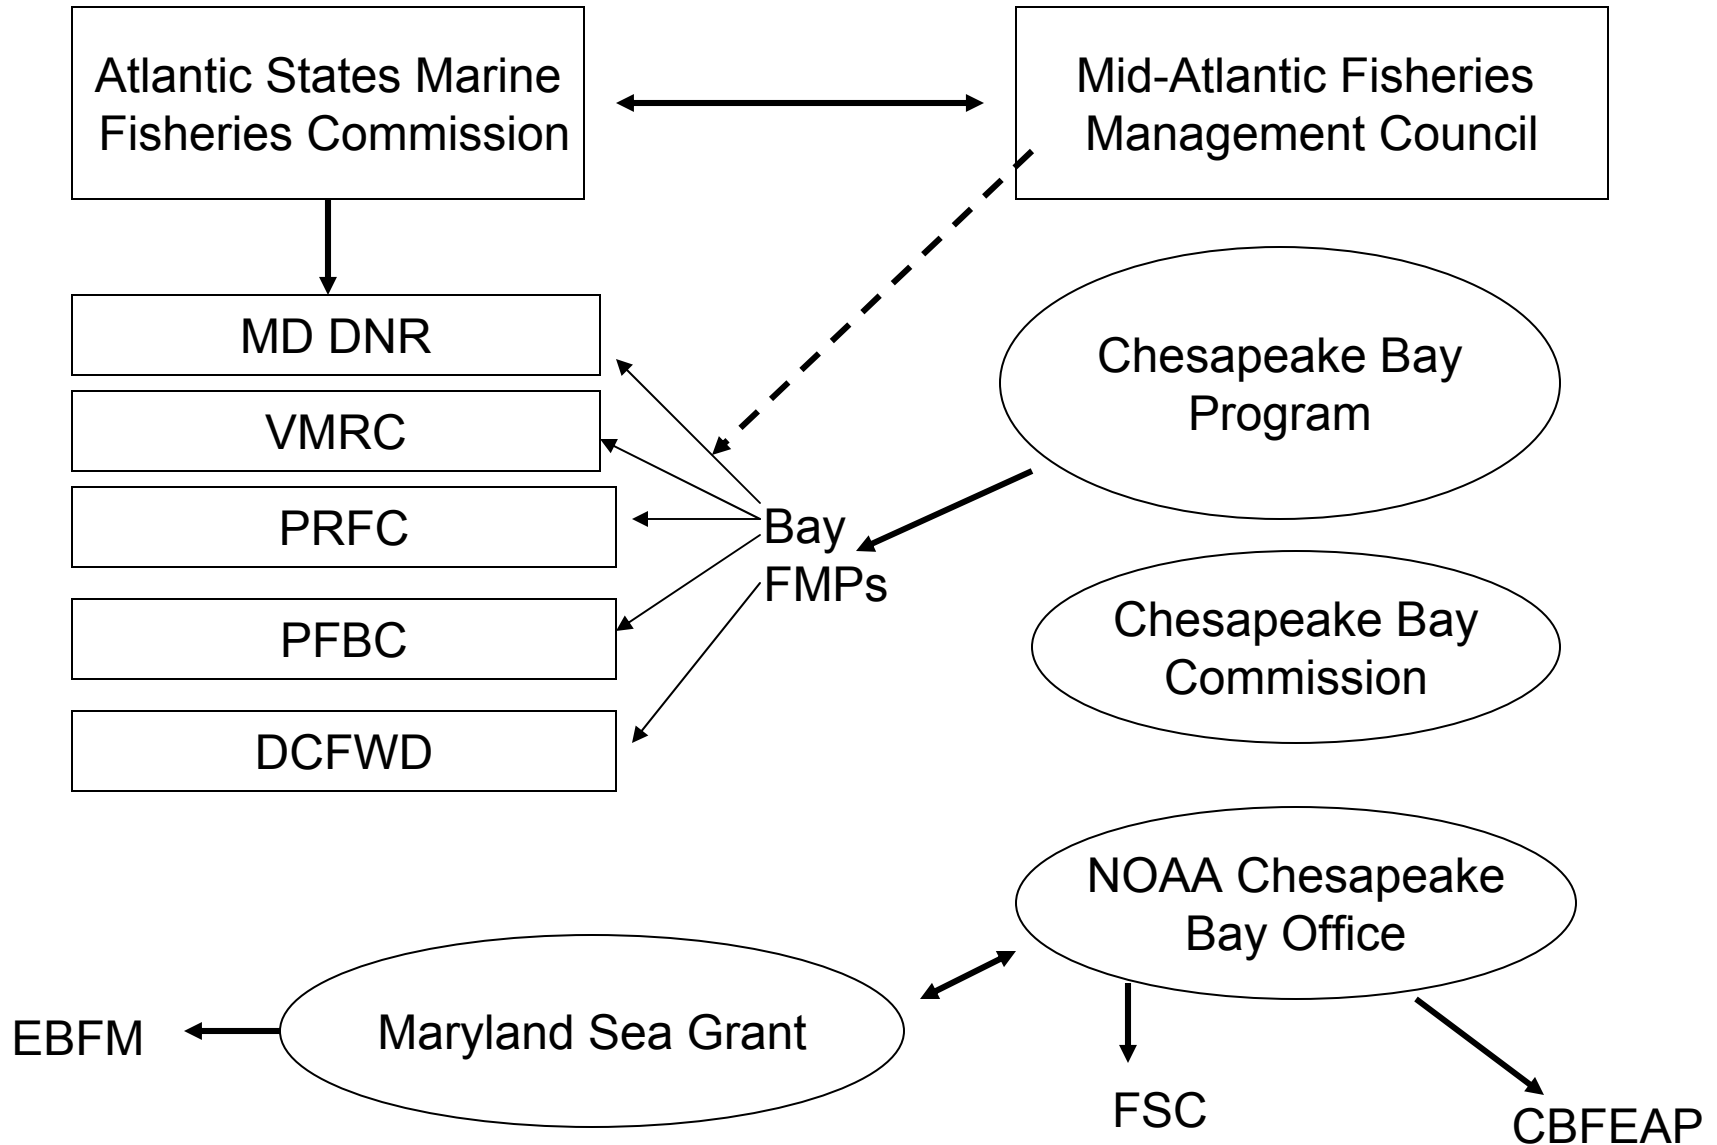 Atlantic States Marine
Fisheries Commission
Mid-Atlantic Fisheries
Management Council
MD DNR
VMRC
PRFC
PFBC
DCFWD
Bay
FMPs
Chesapeake Bay
Program
Chesapeake Bay
Commission
NOAA Chesapeake
Bay Office
Maryland Sea Grant
EBFM
FSC
CBFEAP